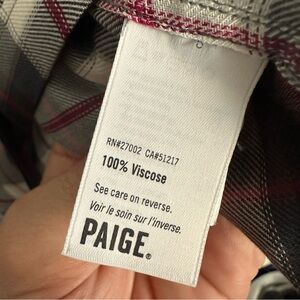 RN#27002 CA#51217
100% Viscose
See care on reverse.
Voir le soin sur l'inverse.
PAIGE®